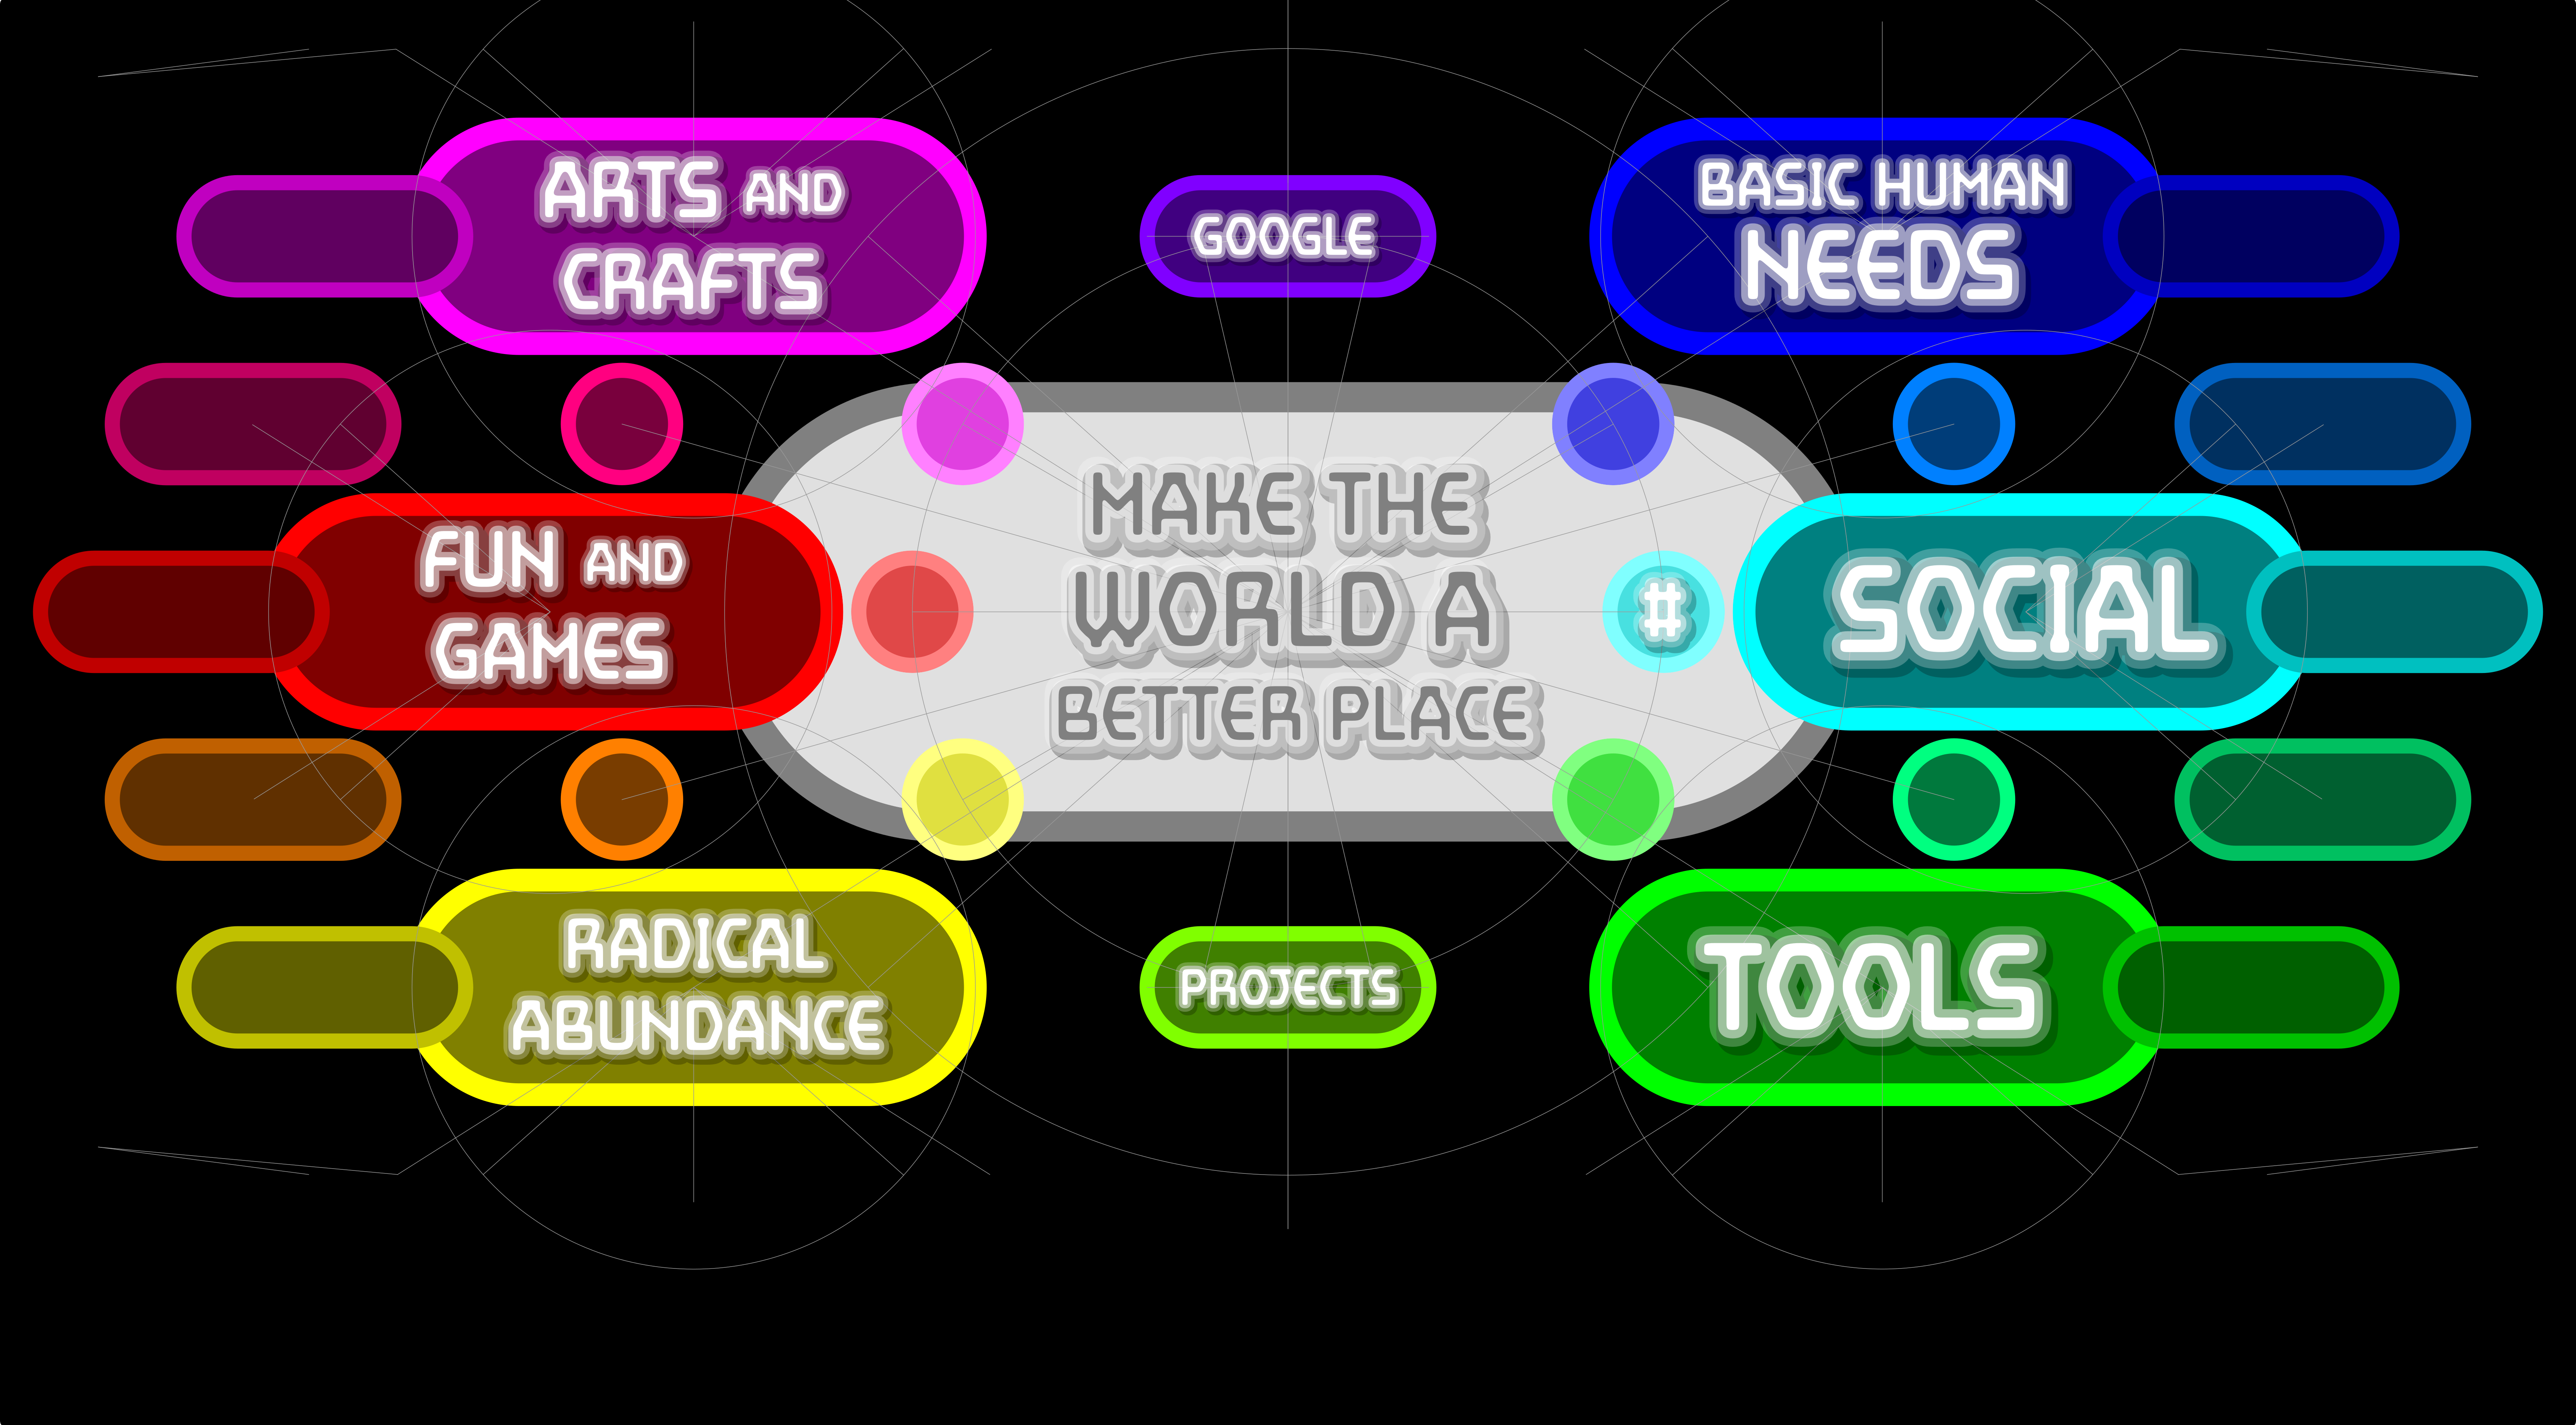 ARTS AND
CRAFTS
GOOGLE
BASIC HUMAN
NEEDS
FUN AND
GAMES
MAKE THE
WORLD A
BETTER PLACE
#
SOCIAL
RADICAL
ABUNDANCE
PROJECTS
TOOLS